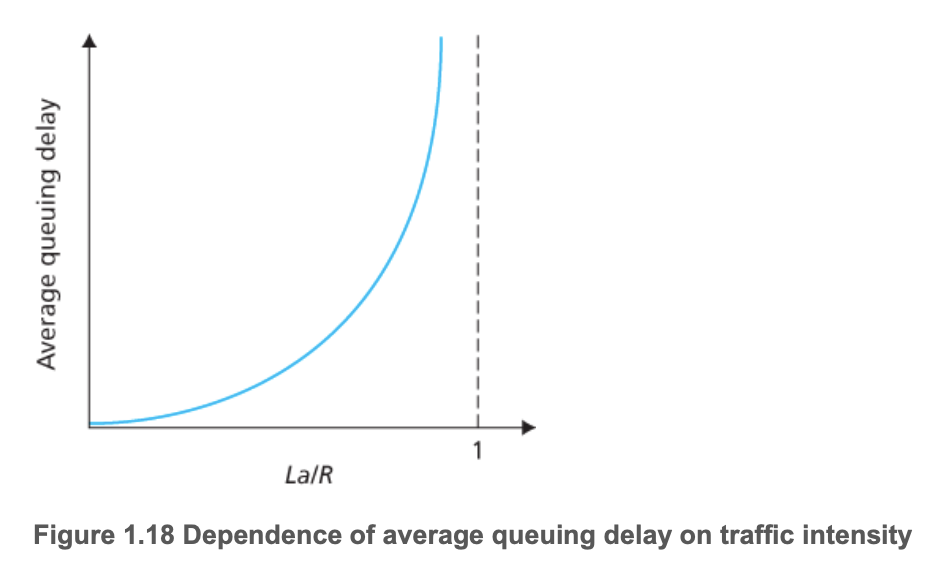 Average queuing delay
1
La/R
Figure 1.18 Dependence of average queuing delay on traffic intensity